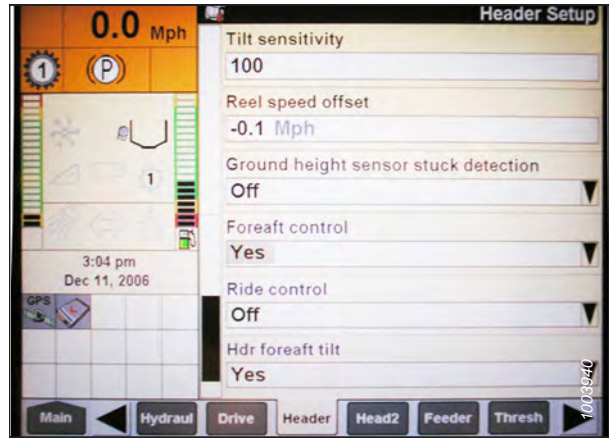 0.0 Mph
1
(P)
1
3:04 pm
Dec 11, 2006
GPS
Header Setup
Tilt sensitivity
100
Reel speed offset
-0.1 Mph
Ground height sensor stuck detection
Off
Foreaft control
Yes
Ride control
Off
Hdr foreaft tilt
Yes
Main
Hydraul
Drive
Header
Head2
Feeder
Thresh
1003940